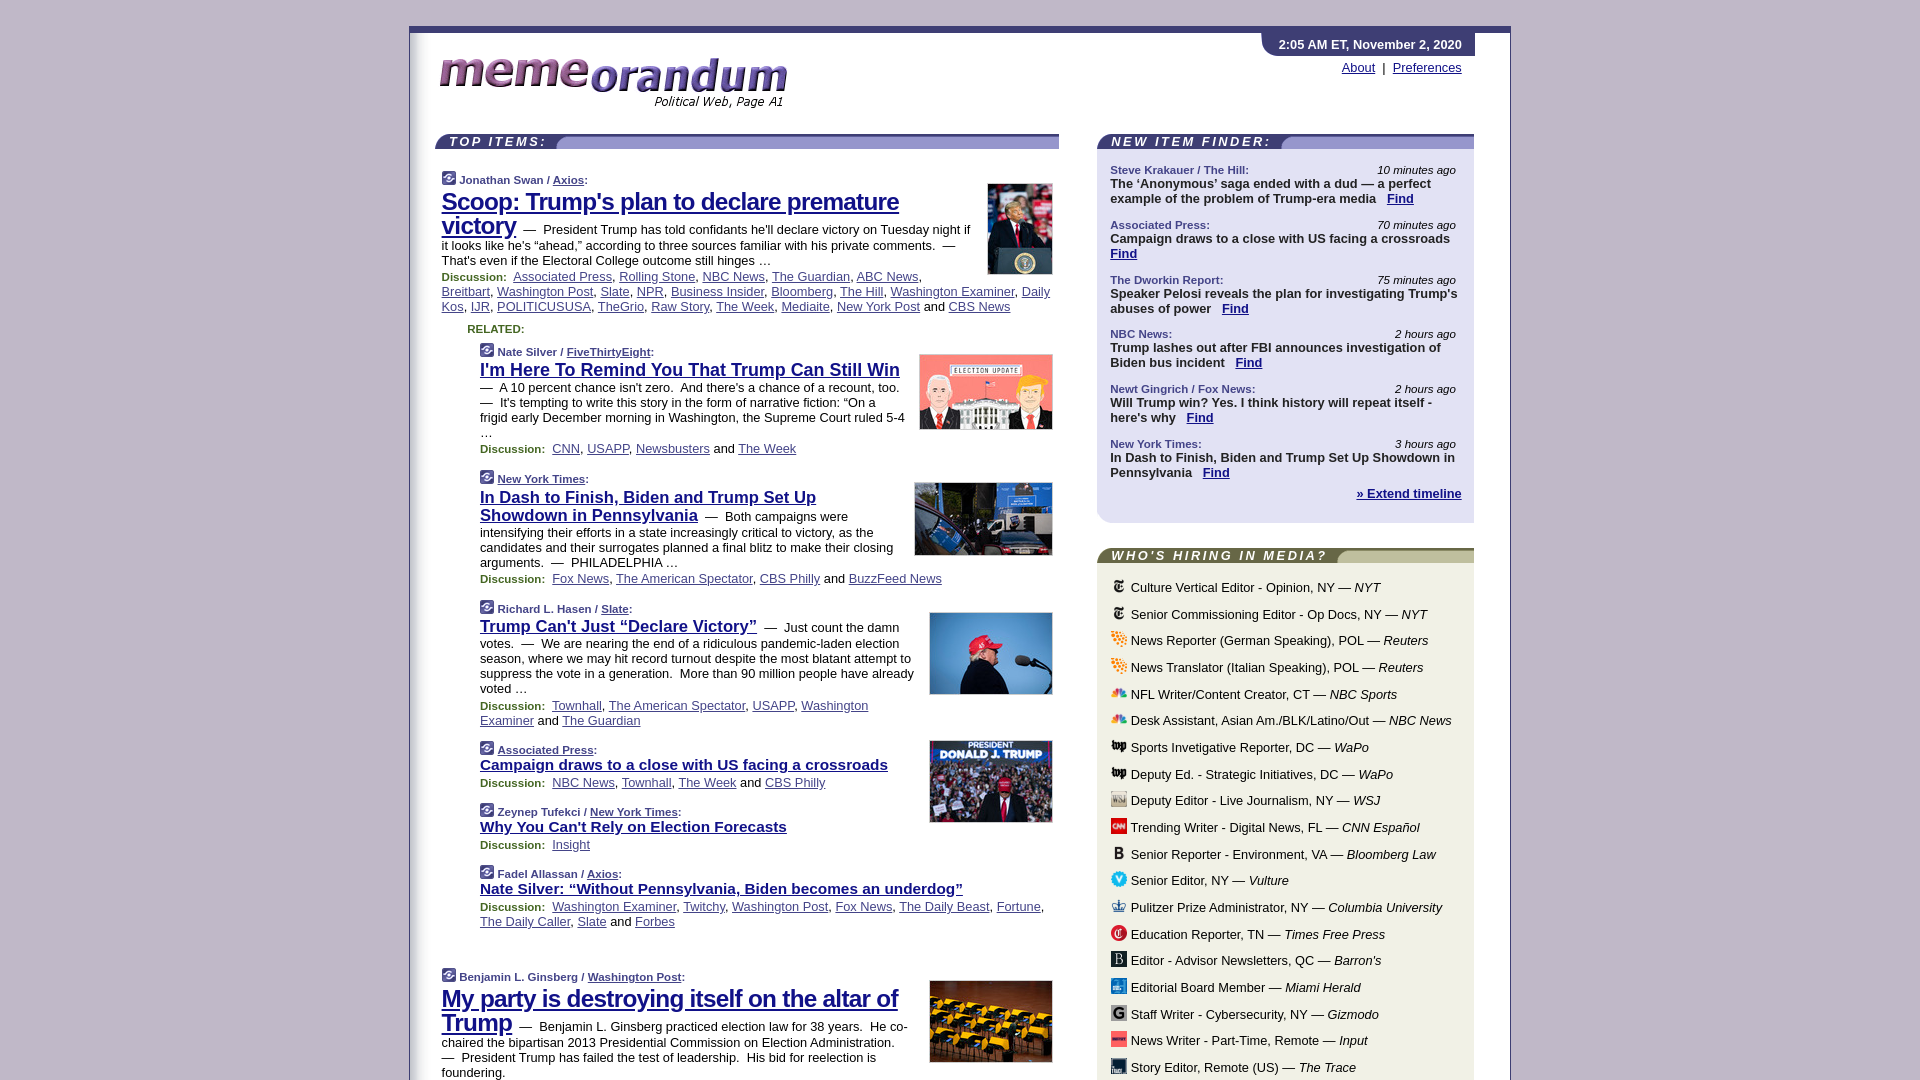 2:05 AM ET, November 2, 2020
memeorandum
Political Web, Page A1
About | Preferences
TOP ITEMS:
Jonathan Swan / Axios:
Scoop: Trump's plan to declare premature
victory — President Trump has told confidants he'll declare victory on Tuesday night if
it looks like he's “ahead,” according to three sources familiar with his private comments. —
That's even if the Electoral College outcome still hinges …
Discussion: Associated Press, Rolling Stone, NBC News, The Guardian, ABC News,
Breitbart, Washington Post, Slate, NPR, Business Insider, Bloomberg, The Hill, Washington Examiner, Daily
Kos, IJR, POLITICUSUSA, TheGrio, Raw Story, The Week, Mediaite, New York Post and CBS News
RELATED:
Nate Silver / FiveThirtyEight:
I'm Here To Remind You That Trump Can Still Win
— A 10 percent chance isn't zero. And there's a chance of a recount, too.
— It's tempting to write this story in the form of narrative fiction: “On a
frigid early December morning in Washington, the Supreme Court ruled 5-4
…
ELECTION UPDATE
Discussion: CNN, USAPP, Newsbusters and The Week
New York Times:
In Dash to Finish, Biden and Trump Set Up
Showdown in Pennsylvania — Both campaigns were
intensifying their efforts in a state increasingly critical to victory, as the
candidates and their surrogates planned a final blitz to make their closing
arguments. — PHILADELPHIA …
Discussion: Fox News, The American Spectator, CBS Philly and BuzzFeed News
Richard L. Hasen / Slate:
Trump Can't Just “Declare Victory” — Just count the damn
votes. — We are nearing the end of a ridiculous pandemic-laden election
season, where we may hit record turnout despite the most blatant attempt to
suppress the vote in a generation. More than 90 million people have already
voted …
Discussion: Townhall, The American Spectator, USAPP, Washington
Examiner and The Guardian
Associated Press:
Campaign draws to a close with US facing a crossroads
Discussion: NBC News, Townhall, The Week and CBS Philly
PRESIDENT
DONALD J. TRUMP
Zeynep Tufekci / New York Times:
Why You Can't Rely on Election Forecasts
Discussion: Insight
Fadel Allassan / Axios:
Nate Silver: “Without Pennsylvania, Biden becomes an underdog”
Discussion: Washington Examiner, Twitchy, Washington Post, Fox News, The Daily Beast, Fortune,
The Daily Caller, Slate and Forbes
Benjamin L. Ginsberg / Washington Post:
My party is destroying itself on the altar of
Trump — Benjamin L. Ginsberg practiced election law for 38 years. He co-
chaired the bipartisan 2013 Presidential Commission on Election Administration.
— President Trump has failed the test of leadership. His bid for reelection is
foundering.
NEW ITEM FINDER:
Steve Krakauer / The Hill: 10 minutes ago
The ‘Anonymous’ saga ended with a dud — a perfect
example of the problem of Trump-era media Find
Associated Press: 70 minutes ago
Campaign draws to a close with US facing a crossroads
Find
The Dworkin Report: 75 minutes ago
Speaker Pelosi reveals the plan for investigating Trump's
abuses of power Find
NBC News: 2 hours ago
Trump lashes out after FBI announces investigation of
Biden bus incident Find
Newt Gingrich / Fox News: 2 hours ago
Will Trump win? Yes. I think history will repeat itself -
here's why Find
New York Times: 3 hours ago
In Dash to Finish, Biden and Trump Set Up Showdown in
Pennsylvania Find
» Extend timeline
WHO'S HIRING IN MEDIA?
Culture Vertical Editor - Opinion, NY — NYT
Senior Commissioning Editor - Op Docs, NY — NYT
News Reporter (German Speaking), POL — Reuters
News Translator (Italian Speaking), POL — Reuters
NFL Writer/Content Creator, CT — NBC Sports
Desk Assistant, Asian Am./BLK/Latino/Out — NBC News
wp Sports Invetigative Reporter, DC — WaPo
wp Deputy Ed. - Strategic Initiatives, DC — WaPo
WSJ Deputy Editor - Live Journalism, NY — WSJ
CNN Trending Writer - Digital News, FL — CNN Español
B Senior Reporter - Environment, VA — Bloomberg Law
V Senior Editor, NY — Vulture
Pulitzer Prize Administrator, NY — Columbia University
Education Reporter, TN — Times Free Press
B Editor - Advisor Newsletters, QC — Barron's
Editorial Board Member — Miami Herald
G Staff Writer - Cybersecurity, NY — Gizmodo
News Writer - Part-Time, Remote — Input
Story Editor, Remote (US) — The Trace